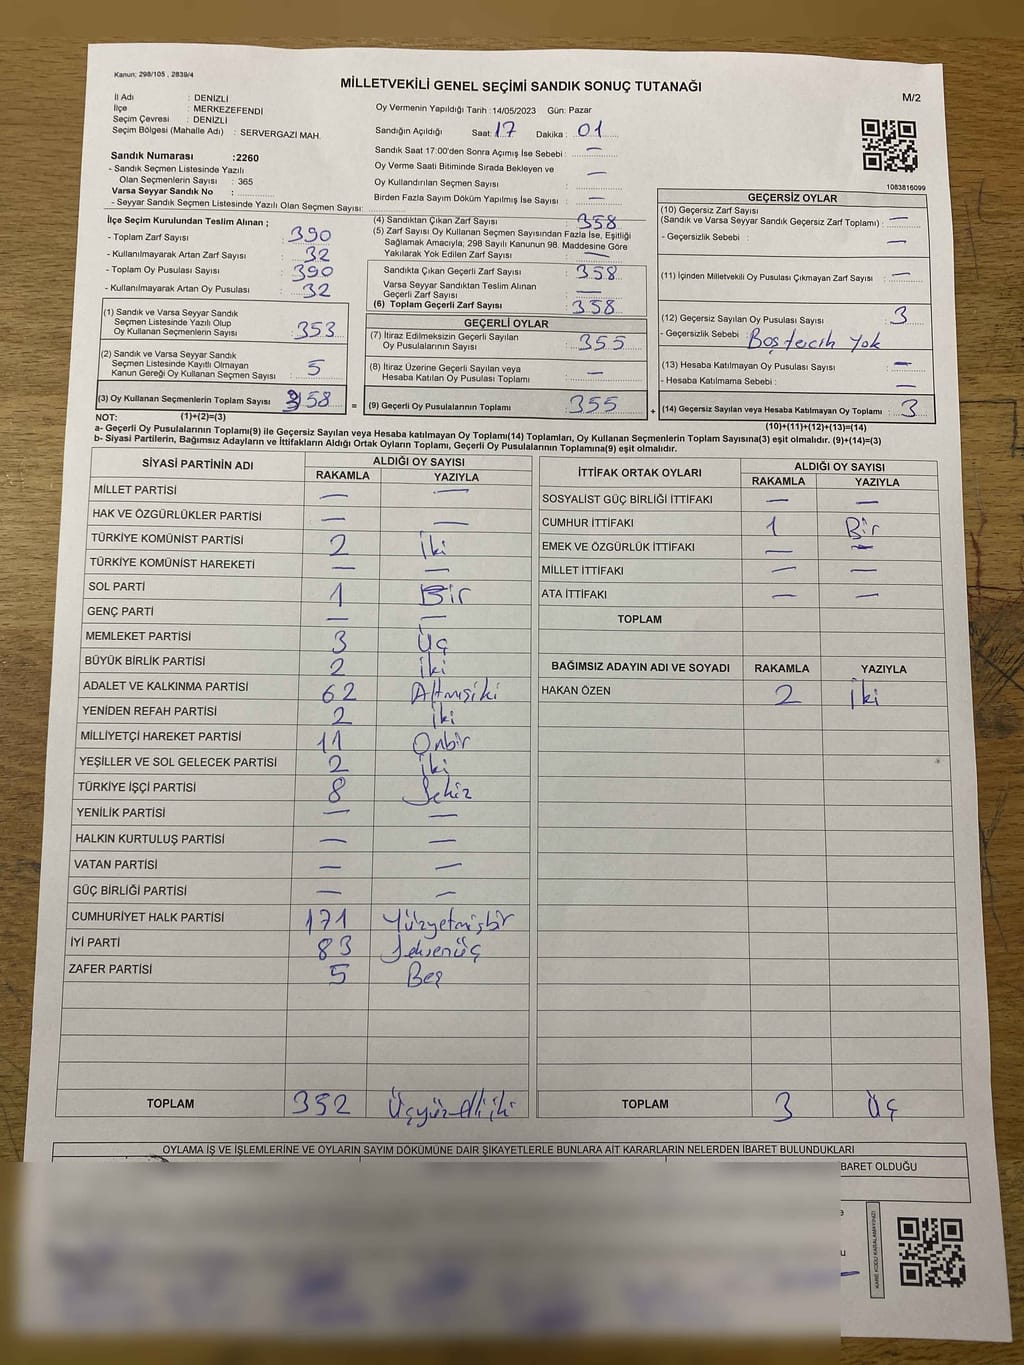 Kanun: 298/105 , 2839/4
MİLLETVEKİLİ GENEL SEÇİMİ SANDIK SONUÇ TUTANAĞI
M/2
İl Adı : DENİZLİ
İlçe : MERKEZEFENDİ
Seçim Çevresi : DENİZLİ
Seçim Bölgesi (Mahalle Adı) : SERVERGAZİ MAH.
Sandık Numarası :2260
- Sandık Seçmen Listesinde Yazılı
Olan Seçmenlerin Sayısı : 365
Varsa Seyyar Sandık No :
- Seyyar Sandık Listesinde Yazılı Olan Seçmen Sayısı:
Oy Vermenin Yapıldığı Tarih :14/05/2023 Gün: Pazar
Sandığın Açıldığı Saat: 17 Dakika : 01
Sandık Saat 17:00'den Sonra Açımış İse Sebebi : —
Oy Verme Saati Bitiminde Sırada Bekleyen ve
Oy Kullandırılan Seçmen Sayısı : —
Birden Fazla Sayım Döküm Yapılmış İse Sayısı : —
1083816099
İlçe Seçim Kurulundan Teslim Alınan ;
- Toplam Zarf Sayısı : 390
- Kullanılmayarak Artan Zarf Sayısı : 32
- Toplam Oy Pusulası Sayısı : 390
- Kullanılmayarak Artan Oy Pusulası : 32
(1) Sandık ve Varsa Seyyar Sandık
Seçmen Listesinde Yazılı Olup
Oy Kullanan Seçmenlerin Sayısı : 353
(2) Sandık ve Varsa Seyyar Sandık
Seçmen Listesinde Kayıtlı Olmayan
Kanun Gereği Oy Kullanan Seçmen Sayısı : 5
(3) Oy Kullanan Seçmenlerin Toplam Sayısı : 358
(1)+(2)=(3)
(4) Sandıktan Çıkan Zarf Sayısı : 358
(5) Zarf Sayısı Oy Kullanan Seçmen Sayısından Fazla İse, Eşitliği
Sağlamak Amacıyla, 298 Sayılı Kanunun 98. Maddesine Göre
Yakılarak Yok Edilen Zarf Sayısı : —
Sandıkta Çıkan Geçerli Zarf Sayısı : 358
Varsa Seyyar Sandıktan Teslim Alınan
Geçerli Zarf Sayısı : —
(6) Toplam Geçerli Zarf Sayısı : 358
GEÇERLİ OYLAR
(7) İtiraz Edilmeksizin Geçerli Sayılan
Oy Pusulalarının Sayısı : 355
(8) İtiraz Üzerine Geçerli Sayılan veya
Hesaba Katılan Oy Pusulası Toplamı : —
= (9) Geçerli Oy Pusulalarının Toplamı : 355
GEÇERSİZ OYLAR
(10) Geçersiz Zarf Sayısı
(Sandık ve Varsa Seyyar Sandık Geçersiz Zarf Toplamı) : —
- Geçersizlik Sebebi : —
(11) İçinden Milletvekili Oy Pusulası Çıkmayan Zarf Sayısı : —
(12) Geçersiz Sayılan Oy Pusulası Sayısı : 3
- Geçersizlik Sebebi : Boş tercih Yok
(13) Hesaba Katılmayan Oy Pusulası Sayısı : —
- Hesaba Katılmama Sebebi : —
+ (14) Geçersiz Sayılan veya Hesaba Katılmayan Oy Toplamı : 3
(10)+(11)+(12)+(13)=(14)
NOT:
a- Geçerli Oy Pusulalarının Toplamı(9) ile Geçersiz Sayılan veya Hesaba katılmayan Oy Toplamı(14) Toplamları, Oy Kullanan Seçmenlerin Toplam Sayısına(3) eşit olmalıdır. (9)+(14)=(3)
b- Siyasi Partilerin, Bağımsız Adayların ve İttifakların Aldığı Ortak Oyların Toplamı, Geçerli Oy Pusulalarının Toplamına(9) eşit olmalıdır.
SİYASİ PARTİNİN ADI ALDIĞI OY SAYISI
RAKAMLA YAZIYLA
MİLLET PARTİSİ — —
HAK VE ÖZGÜRLÜKLER PARTİSİ — —
TÜRKİYE KOMÜNİST PARTİSİ 2 İki
TÜRKİYE KOMÜNİST HAREKETİ — —
SOL PARTİ 1 Bir
GENÇ PARTİ — —
MEMLEKET PARTİSİ 3 Üç
BÜYÜK BİRLİK PARTİSİ 2 İki
ADALET VE KALKINMA PARTİSİ 62 Altmışiki
YENİDEN REFAH PARTİSİ 2 İki
MİLLİYETÇİ HAREKET PARTİSİ 11 Onbir
YEŞİLLER VE SOL GELECEK PARTİSİ 2 İki
TÜRKİYE İŞÇİ PARTİSİ 8 Sekiz
YENİLİK PARTİSİ — —
HALKIN KURTULUŞ PARTİSİ — —
VATAN PARTİSİ — —
GÜÇ BİRLİĞİ PARTİSİ — —
CUMHURİYET HALK PARTİSİ 171 Yüzyetmişbir
İYİ PARTİ 83 Seksenüç
ZAFER PARTİSİ 5 Beş
TOPLAM 352 Üçyüzelliiki
İTTİFAK ORTAK OYLARI ALDIĞI OY SAYISI
RAKAMLA YAZIYLA
SOSYALİST GÜÇ BİRLİĞİ İTTİFAKI — —
CUMHUR İTTİFAKI 1 Bir
EMEK VE ÖZGÜRLÜK İTTİFAKI — —
MİLLET İTTİFAKI — —
ATA İTTİFAKI — —
TOPLAM
BAĞIMSIZ ADAYIN ADI VE SOYADI RAKAMLA YAZIYLA
HAKAN ÖZEN 2 İki
TOPLAM 3 Üç
OYLAMA İŞ VE İŞLEMLERİNE VE OYLARIN SAYIM DÖKÜMÜNE DAİR ŞİKAYETLERLE BUNLARA AİT KARARLARIN NELERDEN İBARET BULUNDUKLARI
BARET OLDUĞU
KARE KODU KARALAMAYINIZ!